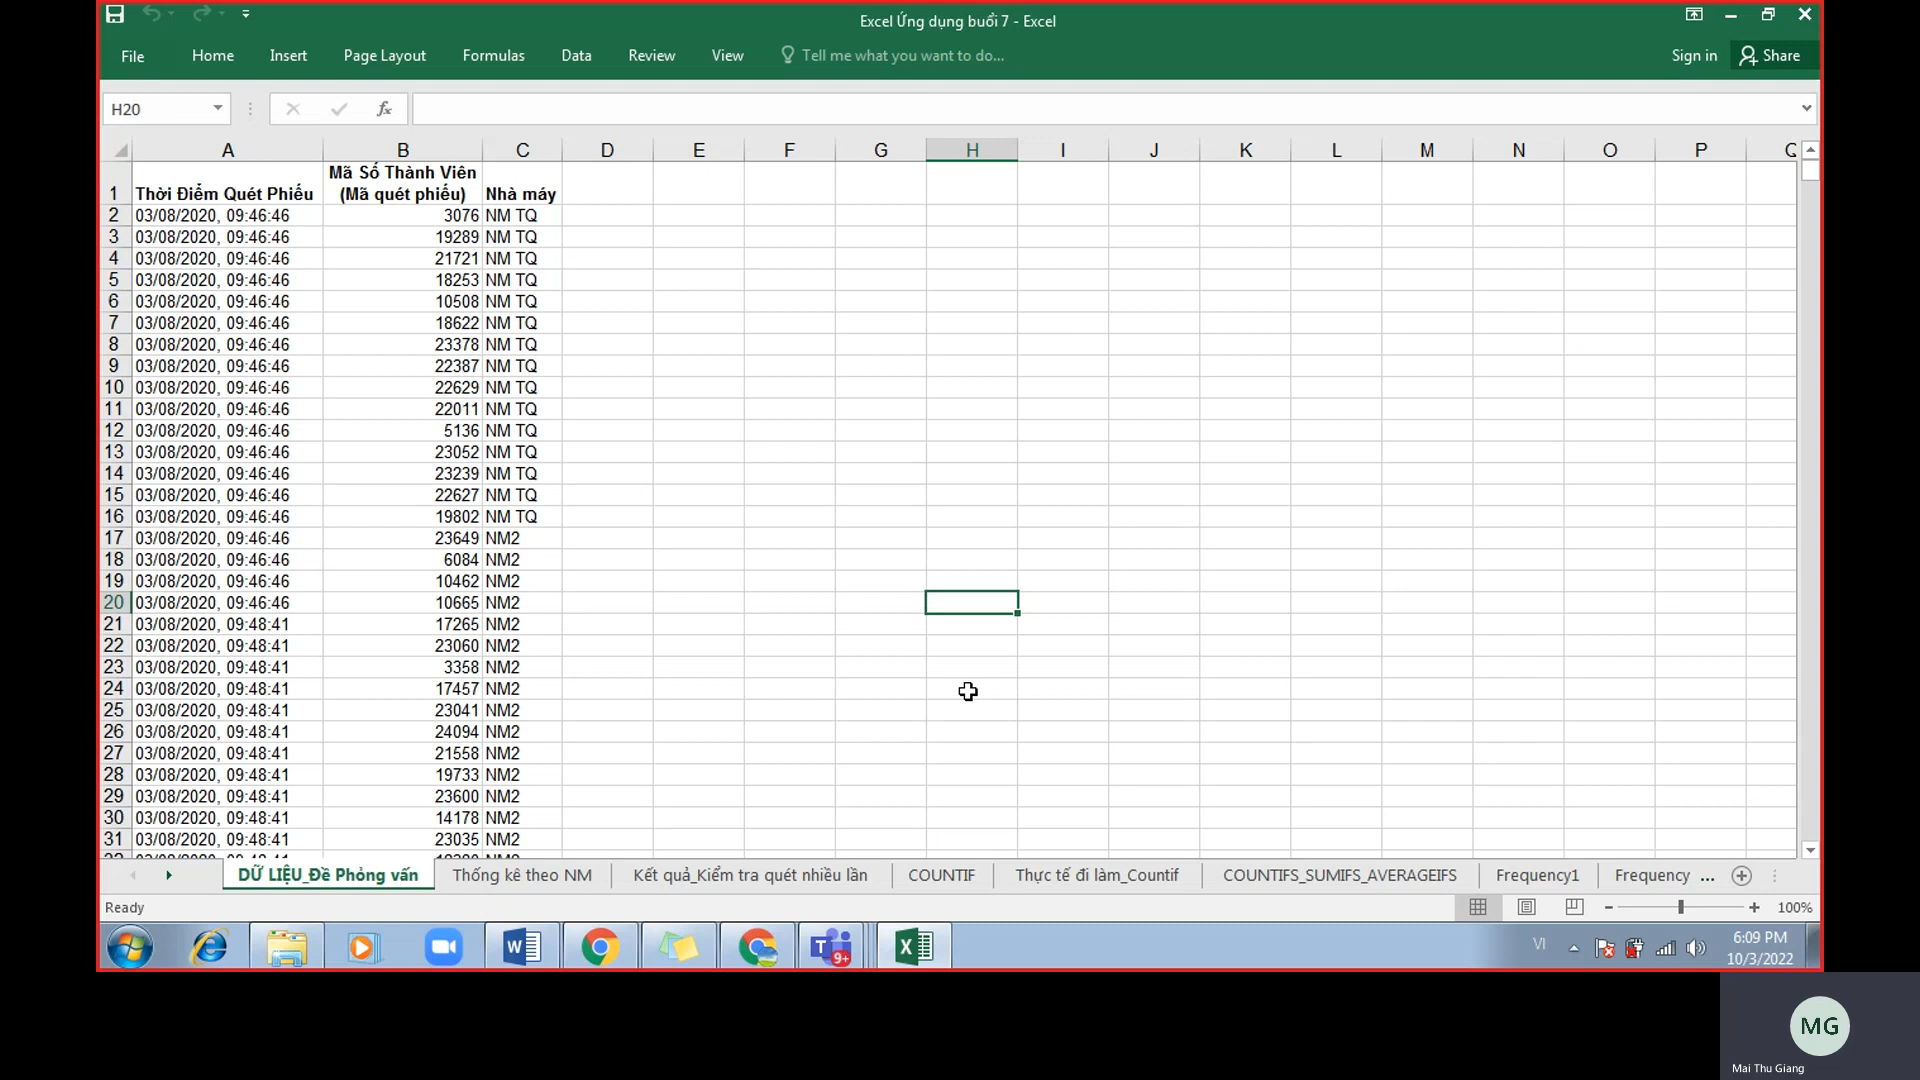 Excel Ứng dụng buổi 7 - Excel
File Home Insert Page Layout Formulas Data Review View Tell me what you want to do... Sign in Share
H20 fx
A B C D E F G H I J K L M N O P Q
Mã Số Thành Viên
1 Thời Điểm Quét Phiếu (Mã quét phiếu) Nhà máy
2 03/08/2020, 09:46:46 3076 NM TQ
3 03/08/2020, 09:46:46 19289 NM TQ
4 03/08/2020, 09:46:46 21721 NM TQ
5 03/08/2020, 09:46:46 18253 NM TQ
6 03/08/2020, 09:46:46 10508 NM TQ
7 03/08/2020, 09:46:46 18622 NM TQ
8 03/08/2020, 09:46:46 23378 NM TQ
9 03/08/2020, 09:46:46 22387 NM TQ
10 03/08/2020, 09:46:46 22629 NM TQ
11 03/08/2020, 09:46:46 22011 NM TQ
12 03/08/2020, 09:46:46 5136 NM TQ
13 03/08/2020, 09:46:46 23052 NM TQ
14 03/08/2020, 09:46:46 23239 NM TQ
15 03/08/2020, 09:46:46 22627 NM TQ
16 03/08/2020, 09:46:46 19802 NM TQ
17 03/08/2020, 09:46:46 23649 NM2
18 03/08/2020, 09:46:46 6084 NM2
19 03/08/2020, 09:46:46 10462 NM2
20 03/08/2020, 09:46:46 10665 NM2
21 03/08/2020, 09:48:41 17265 NM2
22 03/08/2020, 09:48:41 23060 NM2
23 03/08/2020, 09:48:41 3358 NM2
24 03/08/2020, 09:48:41 17457 NM2
25 03/08/2020, 09:48:41 23041 NM2
26 03/08/2020, 09:48:41 24094 NM2
27 03/08/2020, 09:48:41 21558 NM2
28 03/08/2020, 09:48:41 19733 NM2
29 03/08/2020, 09:48:41 23600 NM2
30 03/08/2020, 09:48:41 14178 NM2
31 03/08/2020, 09:48:41 23035 NM2
DỮ LIỆU_Đề Phỏng vấn Thống kê theo NM Kết quả_Kiểm tra quét nhiều lần COUNTIF Thực tế đi làm_Countif COUNTIFS_SUMIFS_AVERAGEIFS Frequency1 Frequency ...
Ready 100%
VI 6:09 PM
9+ 10/3/2022
MG
Mai Thu Giang